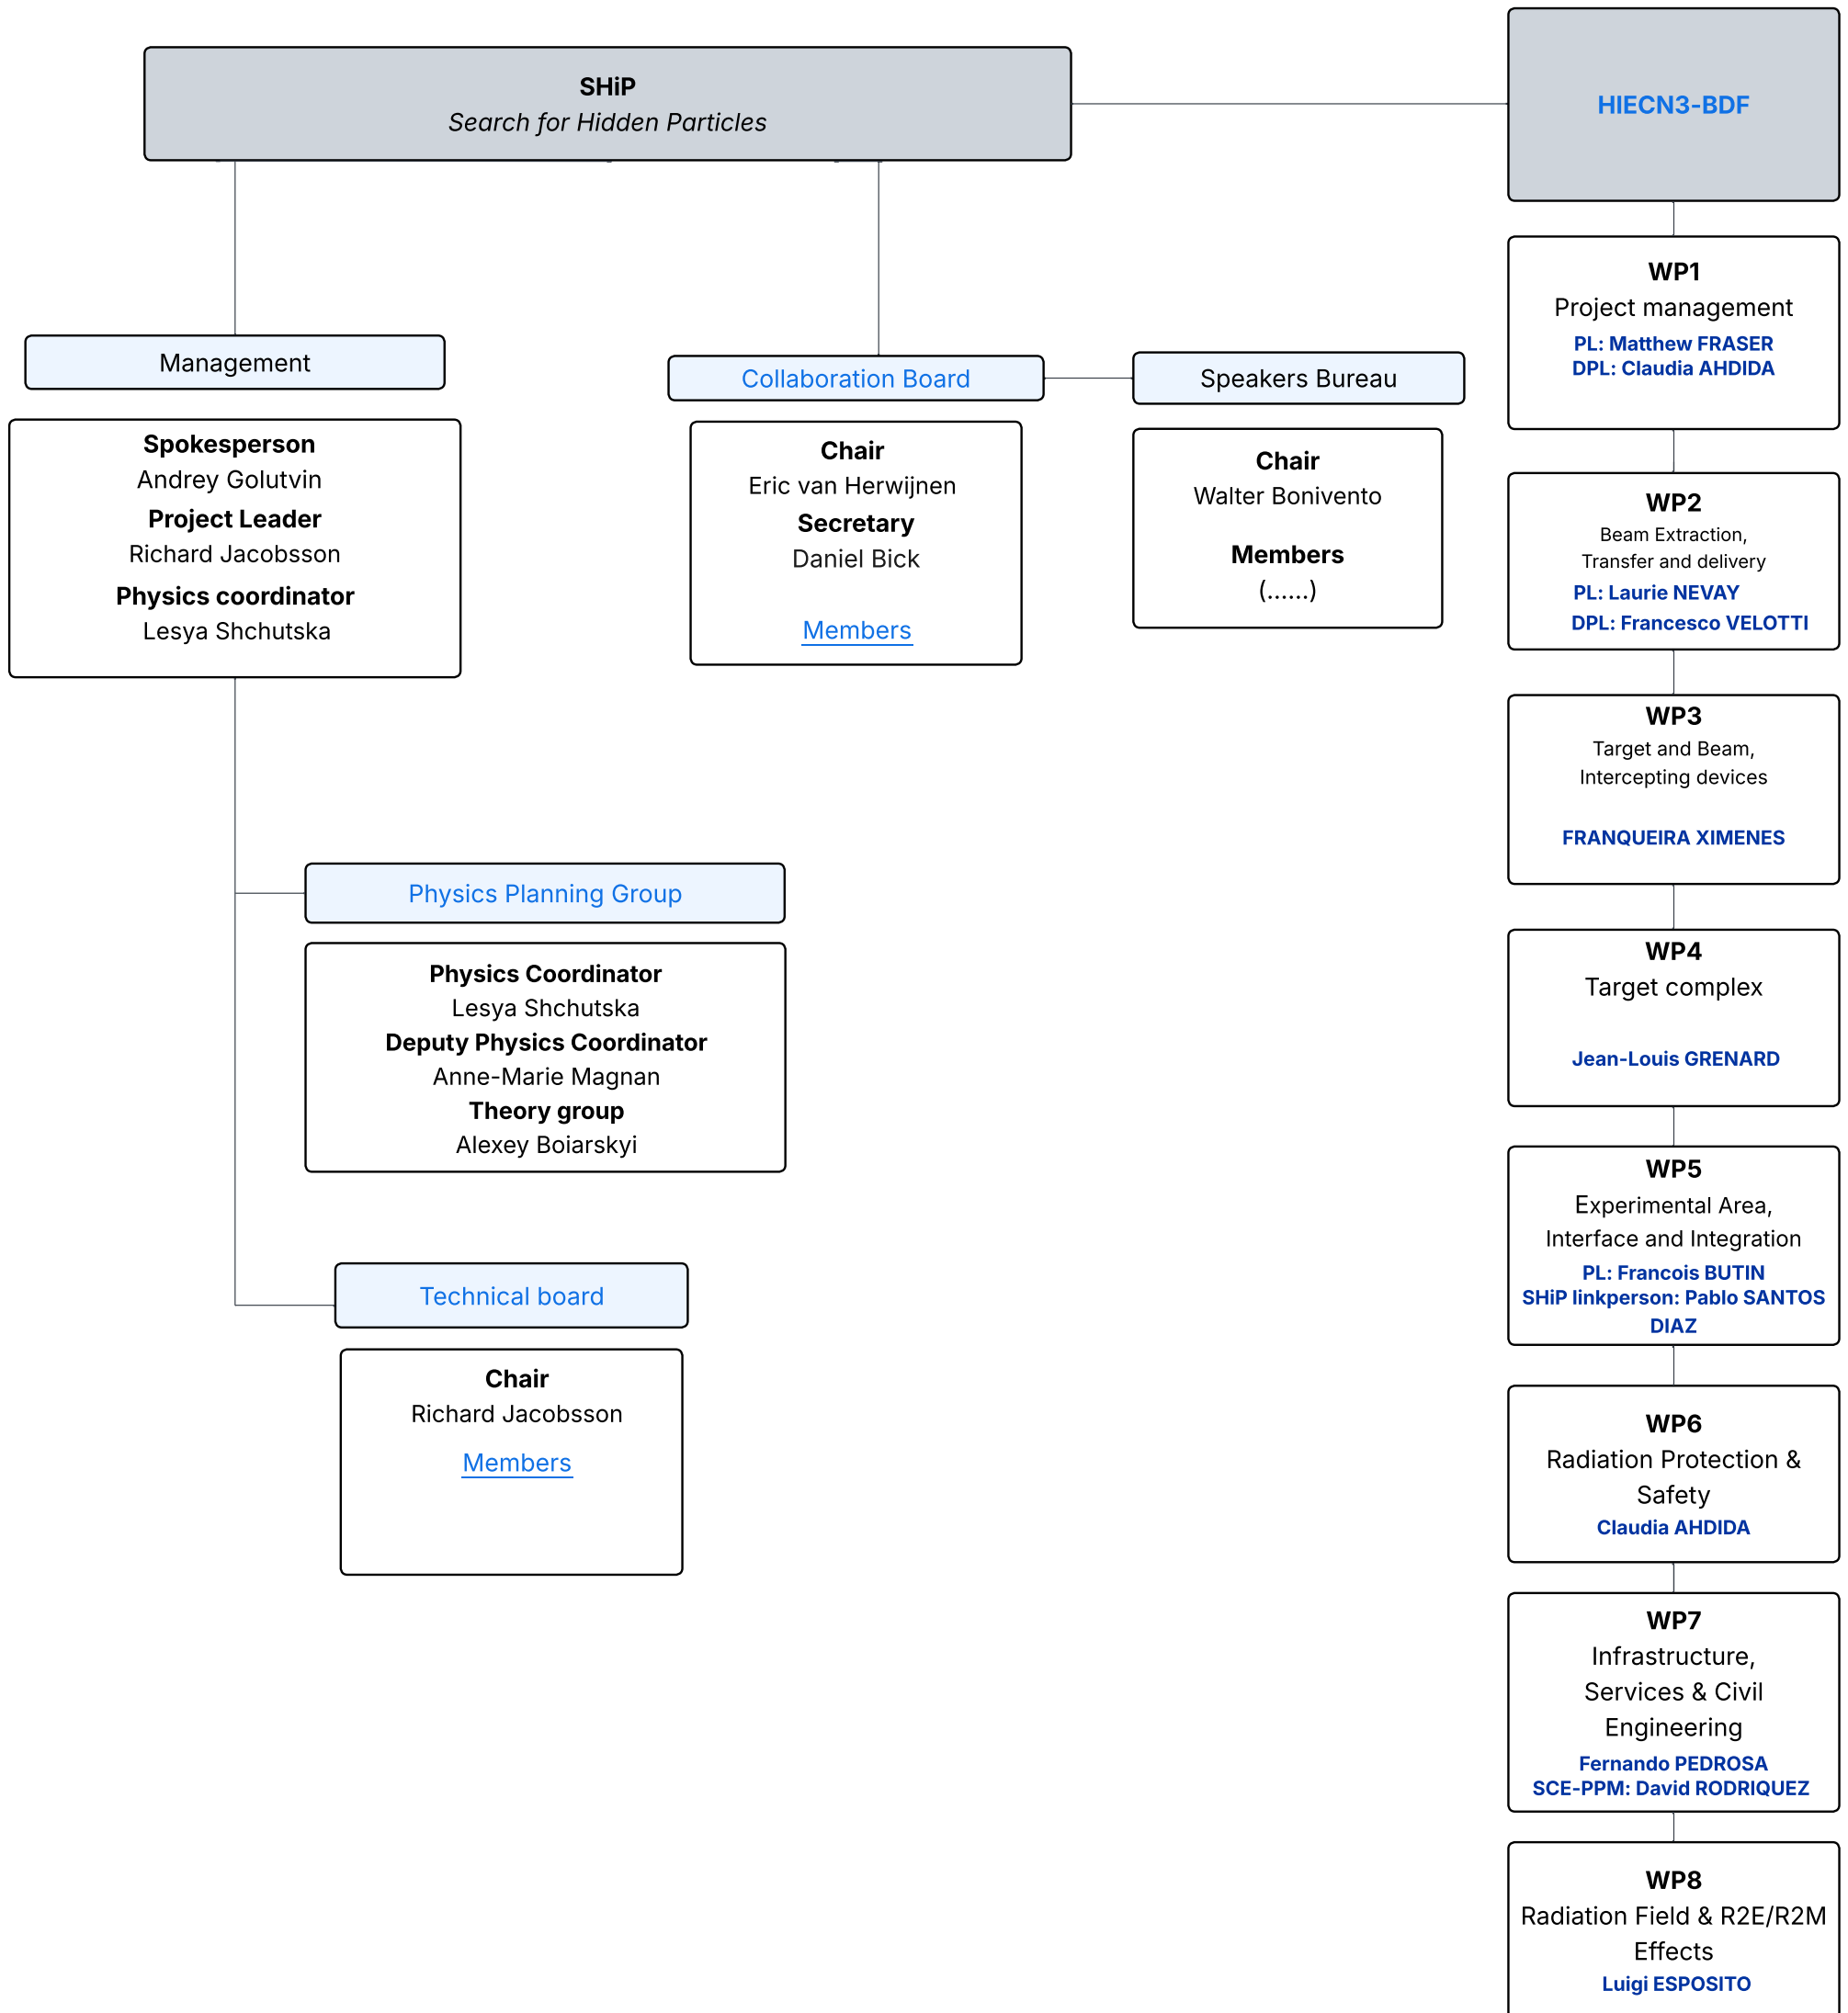 SHiP
Search for Hidden Particles
HIECN3-BDF
Management
Spokesperson
Andrey Golutvin
Project Leader
Richard Jacobsson
Physics coordinator
Lesya Shchutska
Collaboration Board
Chair
Eric van Herwijnen
Secretary
Daniel Bick
Members
Speakers Bureau
Chair
Walter Bonivento
Members
(......)
Physics Planning Group
Physics Coordinator
Lesya Shchutska
Deputy Physics Coordinator
Anne-Marie Magnan
Theory group
Alexey Boiarskyi
Technical board
Chair
Richard Jacobsson
Members
WP1
Project management
PL: Matthew FRASER
DPL: Claudia AHDIDA
WP2
Beam Extraction,
Transfer and delivery
PL: Laurie NEVAY
DPL: Francesco VELOTTI
WP3
Target and Beam,
Intercepting devices
FRANQUEIRA XIMENES
WP4
Target complex
Jean-Louis GRENARD
WP5
Experimental Area,
Interface and Integration
PL: Francois BUTIN
SHiP linkperson: Pablo SANTOS
DIAZ
WP6
Radiation Protection &
Safety
Claudia AHDIDA
WP7
Infrastructure,
Services & Civil
Engineering
Fernando PEDROSA
SCE-PPM: David RODRIQUEZ
WP8
Radiation Field & R2E/R2M
Effects
Luigi ESPOSITO